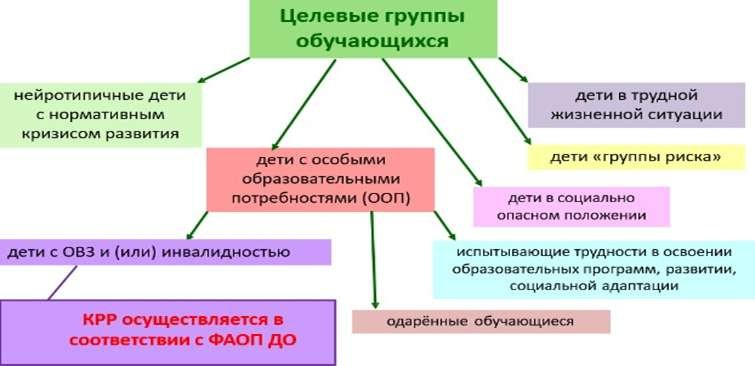 Целевые группы
обучающихся
нейротипичные дети
с нормативным
кризисом развития
дети в трудной
жизненной ситуации
дети «группы риска»
дети с особыми
образовательными
потребностями (ООП)
дети в социально
опасном положении
дети с ОВЗ и (или) инвалидностью
испытывающие трудности в освоении
образовательных программ, развитии,
социальной адаптации
КРР осуществляется в
соответствии с ФАОП ДО
одарённые обучающиеся